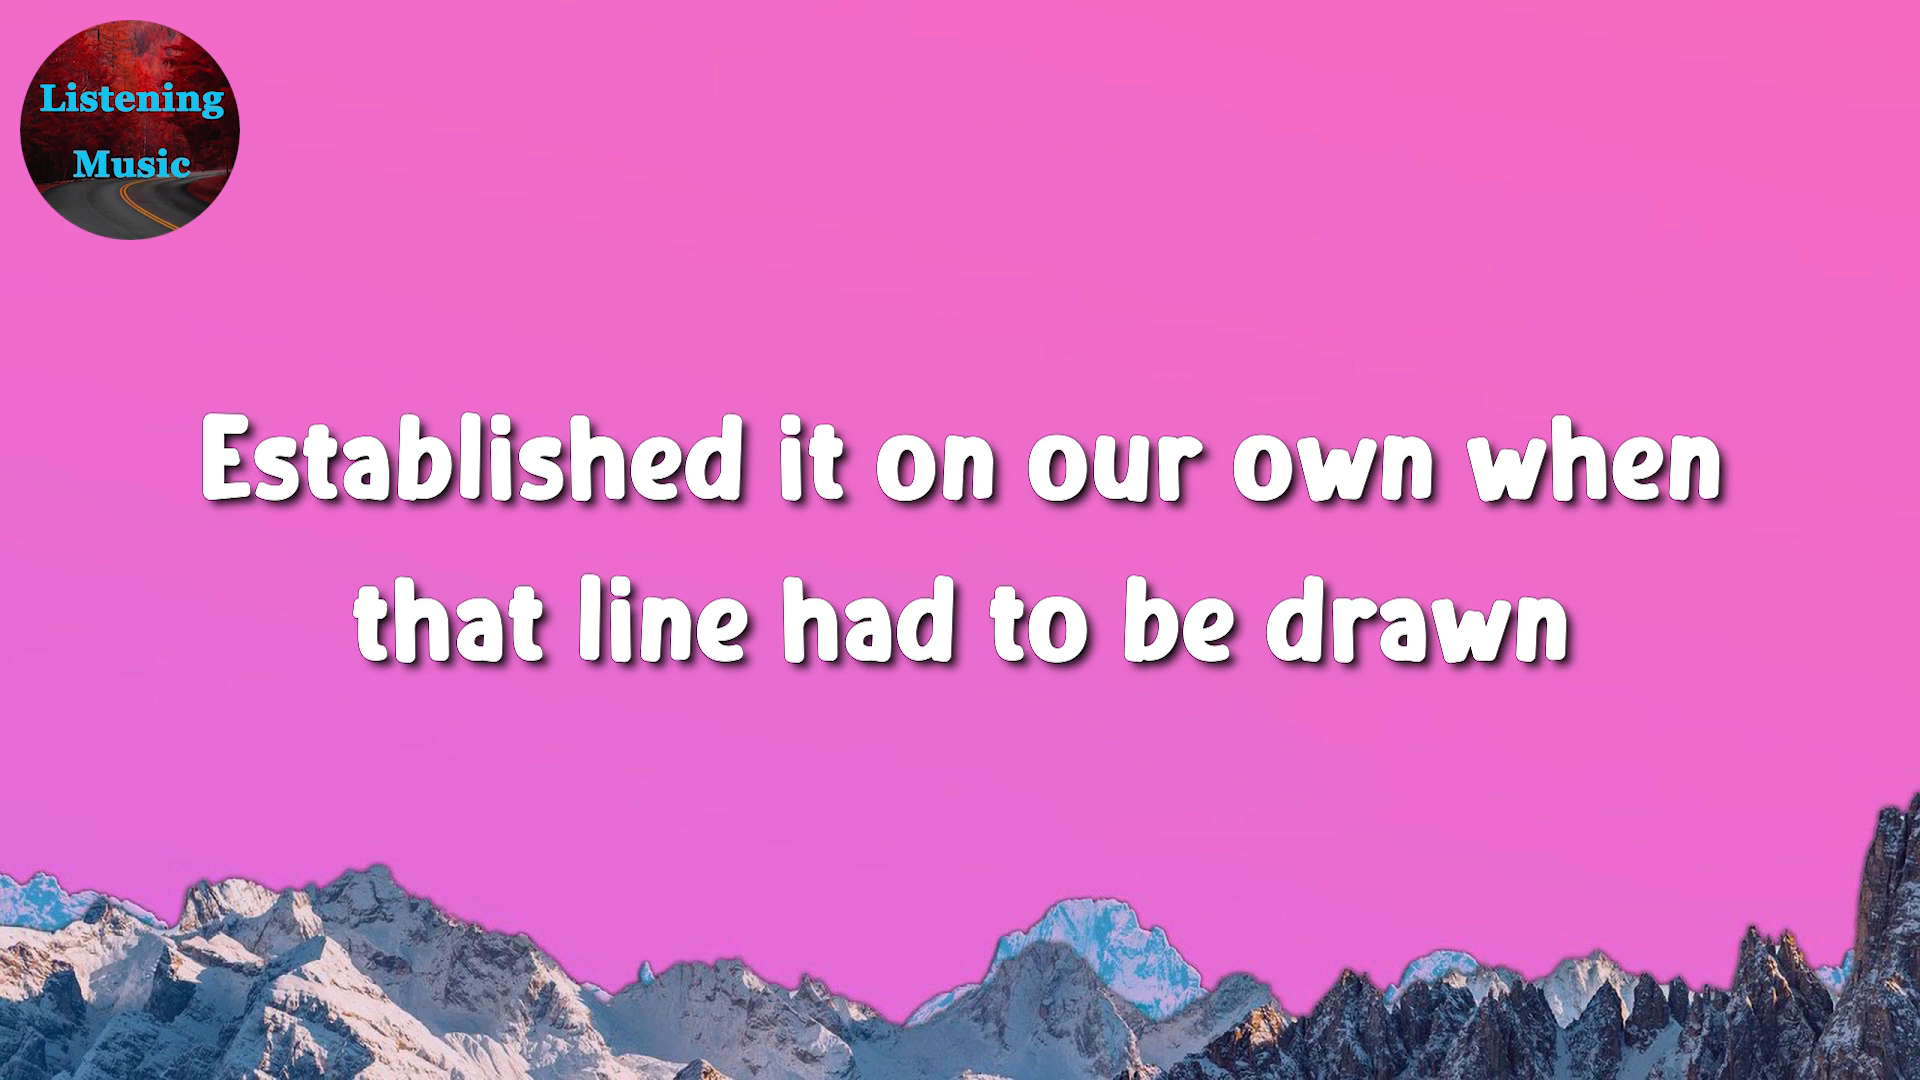 Listening
Music
Established it on our own when
that line had to be drawn